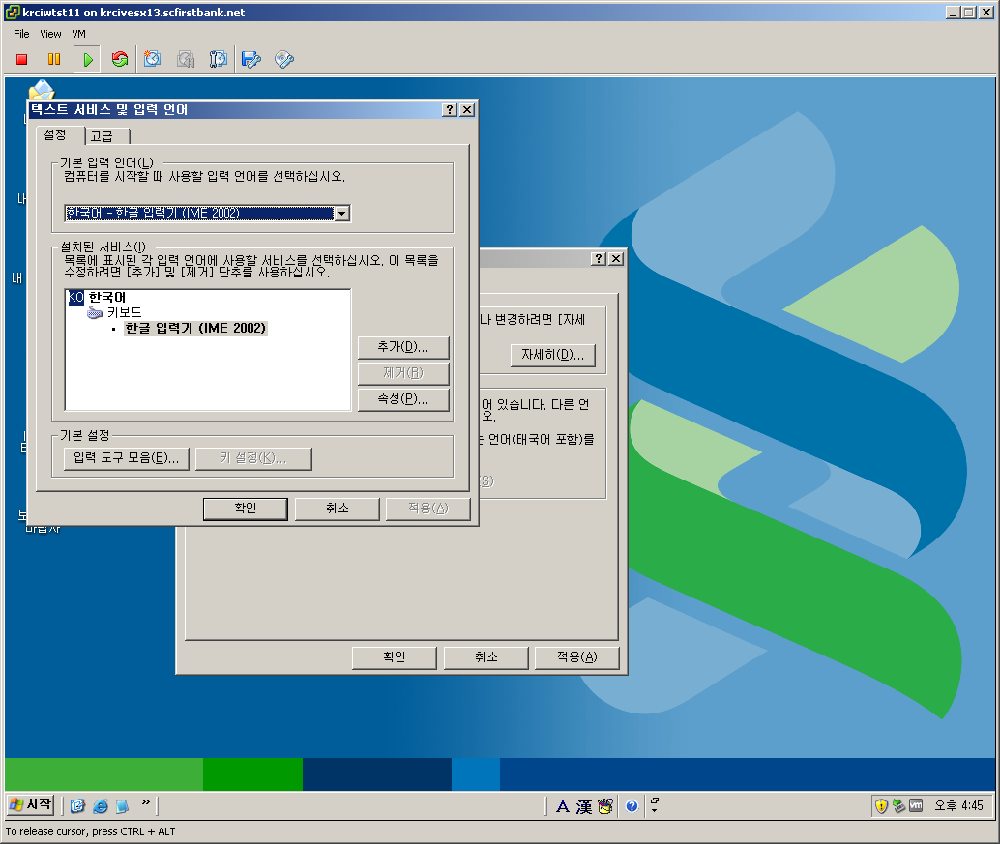 krciwtst11 on krcivesx13.scfirstbank.net
File View VM
텍스트 서비스 및 입력 언어
설정 고급
기본 입력 언어(L)
컴퓨터를 시작할 때 사용할 입력 언어를 선택하십시오.
한국어 - 한글 입력기 (IME 2002)
설치된 서비스(I)
목록에 표시된 각 입력 언어에 사용할 서비스를 선택하십시오. 이 목록을
수정하려면 [추가] 및 [제거] 단추를 사용하십시오.
KO 한국어
키보드
• 한글 입력기 (IME 2002)
추가(D)...
제거(R)
속성(P)...
기본 설정
입력 도구 모음(B)... 키 설정(K)...
확인 취소 적용(A)
나 변경하려면 [자세
자세히(D)...
어 있습니다. 다른 언
오.
는 언어(태국어 포함)를
(S)
확인 취소 적용(A)
내
내
시작 » A 漢 오후 4:45
To release cursor, press CTRL + ALT